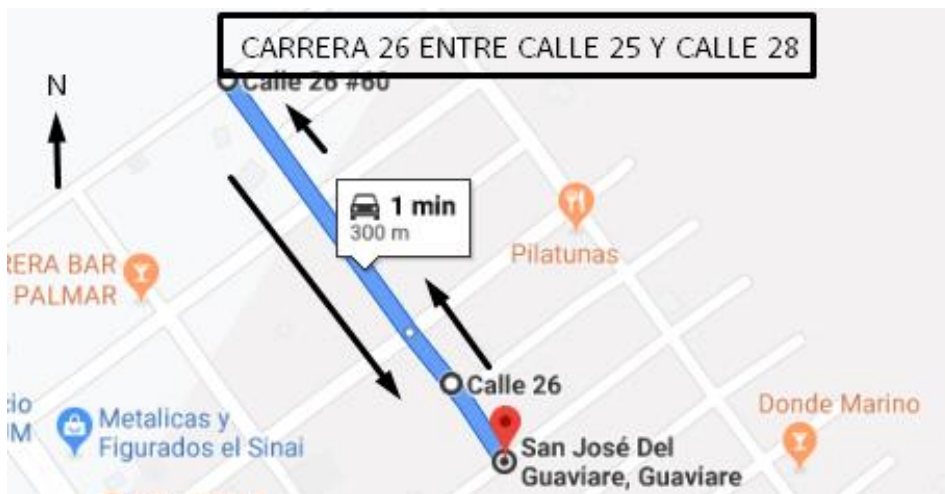 CARRERA 26 ENTRE CALLE 25 Y CALLE 28
N
Calle 26 #60
1 min
300 m
RERA BAR
PALMAR
Pilatunas
Calle 26
cio
M
Metalicas y
Figurados el Sinai
Donde Marino
San José Del
Guaviare, Guaviare